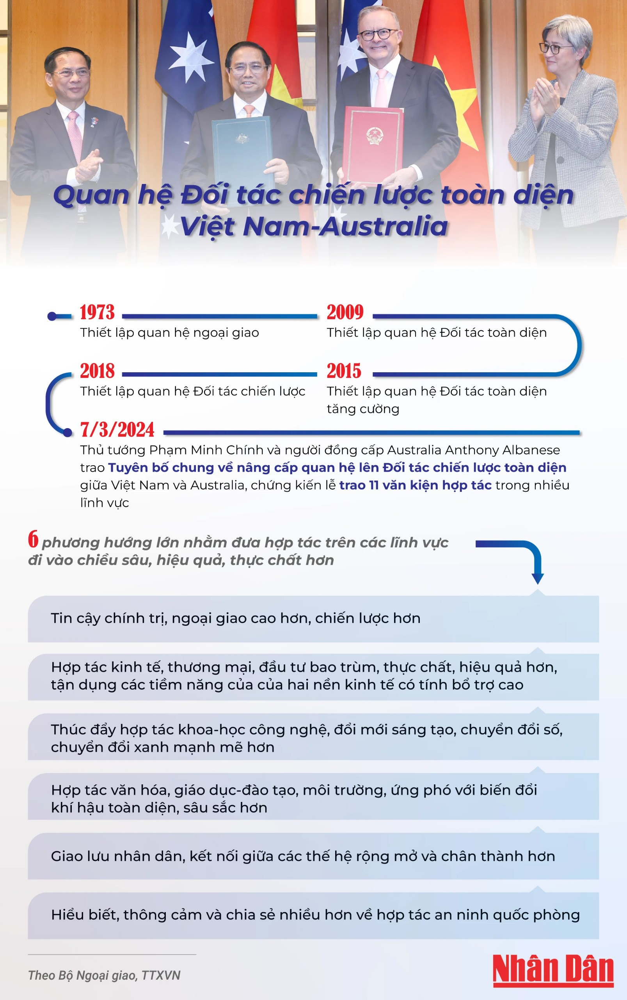 Quan hệ Đối tác chiến lược toàn diện
Việt Nam-Australia
1973
Thiết lập quan hệ ngoại giao
2009
Thiết lập quan hệ Đối tác toàn diện
2015
Thiết lập quan hệ Đối tác toàn diện
tăng cường
2018
Thiết lập quan hệ Đối tác chiến lược
7/3/2024
Thủ tướng Phạm Minh Chính và người đồng cấp Australia Anthony Albanese
trao Tuyên bố chung về nâng cấp quan hệ lên Đối tác chiến lược toàn diện
giữa Việt Nam và Australia, chứng kiến lễ trao 11 văn kiện hợp tác trong nhiều
lĩnh vực
6 phương hướng lớn nhằm đưa hợp tác trên các lĩnh vực
đi vào chiều sâu, hiệu quả, thực chất hơn
Tin cậy chính trị, ngoại giao cao hơn, chiến lược hơn
Hợp tác kinh tế, thương mại, đầu tư bao trùm, thực chất, hiệu quả hơn,
tận dụng các tiềm năng của của hai nền kinh tế có tính bổ trợ cao
Thúc đẩy hợp tác khoa-học công nghệ, đổi mới sáng tạo, chuyển đổi số,
chuyển đổi xanh mạnh mẽ hơn
Hợp tác văn hóa, giáo dục-đào tạo, môi trường, ứng phó với biến đổi
khí hậu toàn diện, sâu sắc hơn
Giao lưu nhân dân, kết nối giữa các thế hệ rộng mở và chân thành hơn
Hiểu biết, thông cảm và chia sẻ nhiều hơn về hợp tác an ninh quốc phòng
Theo Bộ Ngoại giao, TTXVN
Nhân Dân